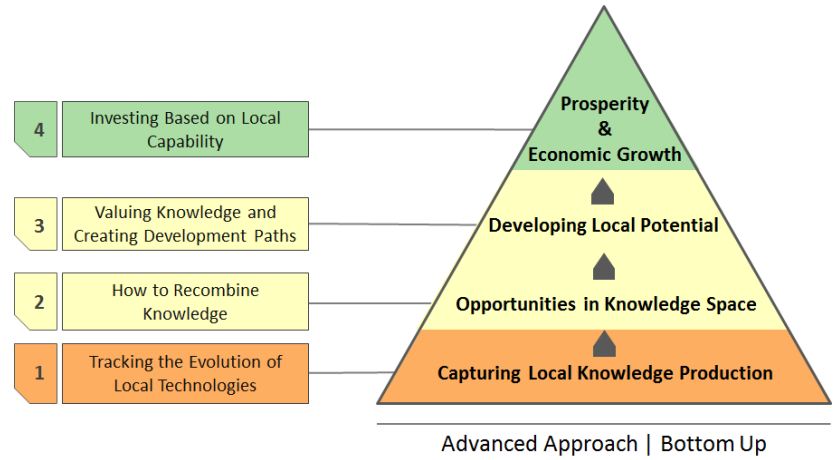 4
Investing Based on Local
Capability
Prosperity
&
Economic Growth
3
Valuing Knowledge and
Creating Development Paths
Developing Local Potential
2
How to Recombine
Knowledge
Opportunities in Knowledge Space
1
Tracking the Evolution of
Local Technologies
Capturing Local Knowledge Production
Advanced Approach | Bottom Up